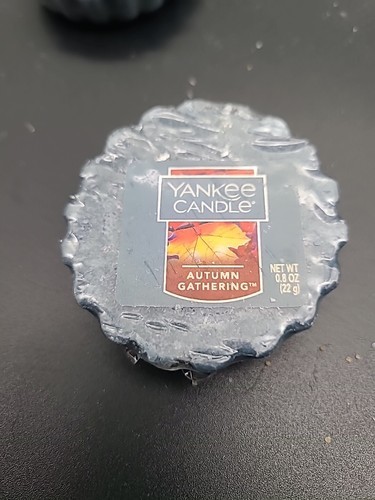 YANKEE
CANDLE®
AUTUMN
GATHERING™
NET WT
0.8 OZ
(22 g)